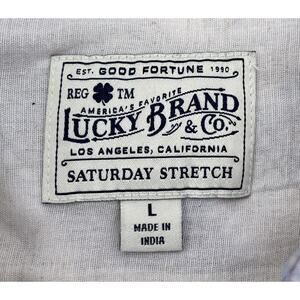 EST. GOOD FORTUNE 1990
REG TM
AMERICA'S FAVORITE
LUCKY BRAND
& CO.
LOS ANGELES, CALIFORNIA
SATURDAY STRETCH
L
MADE IN
INDIA